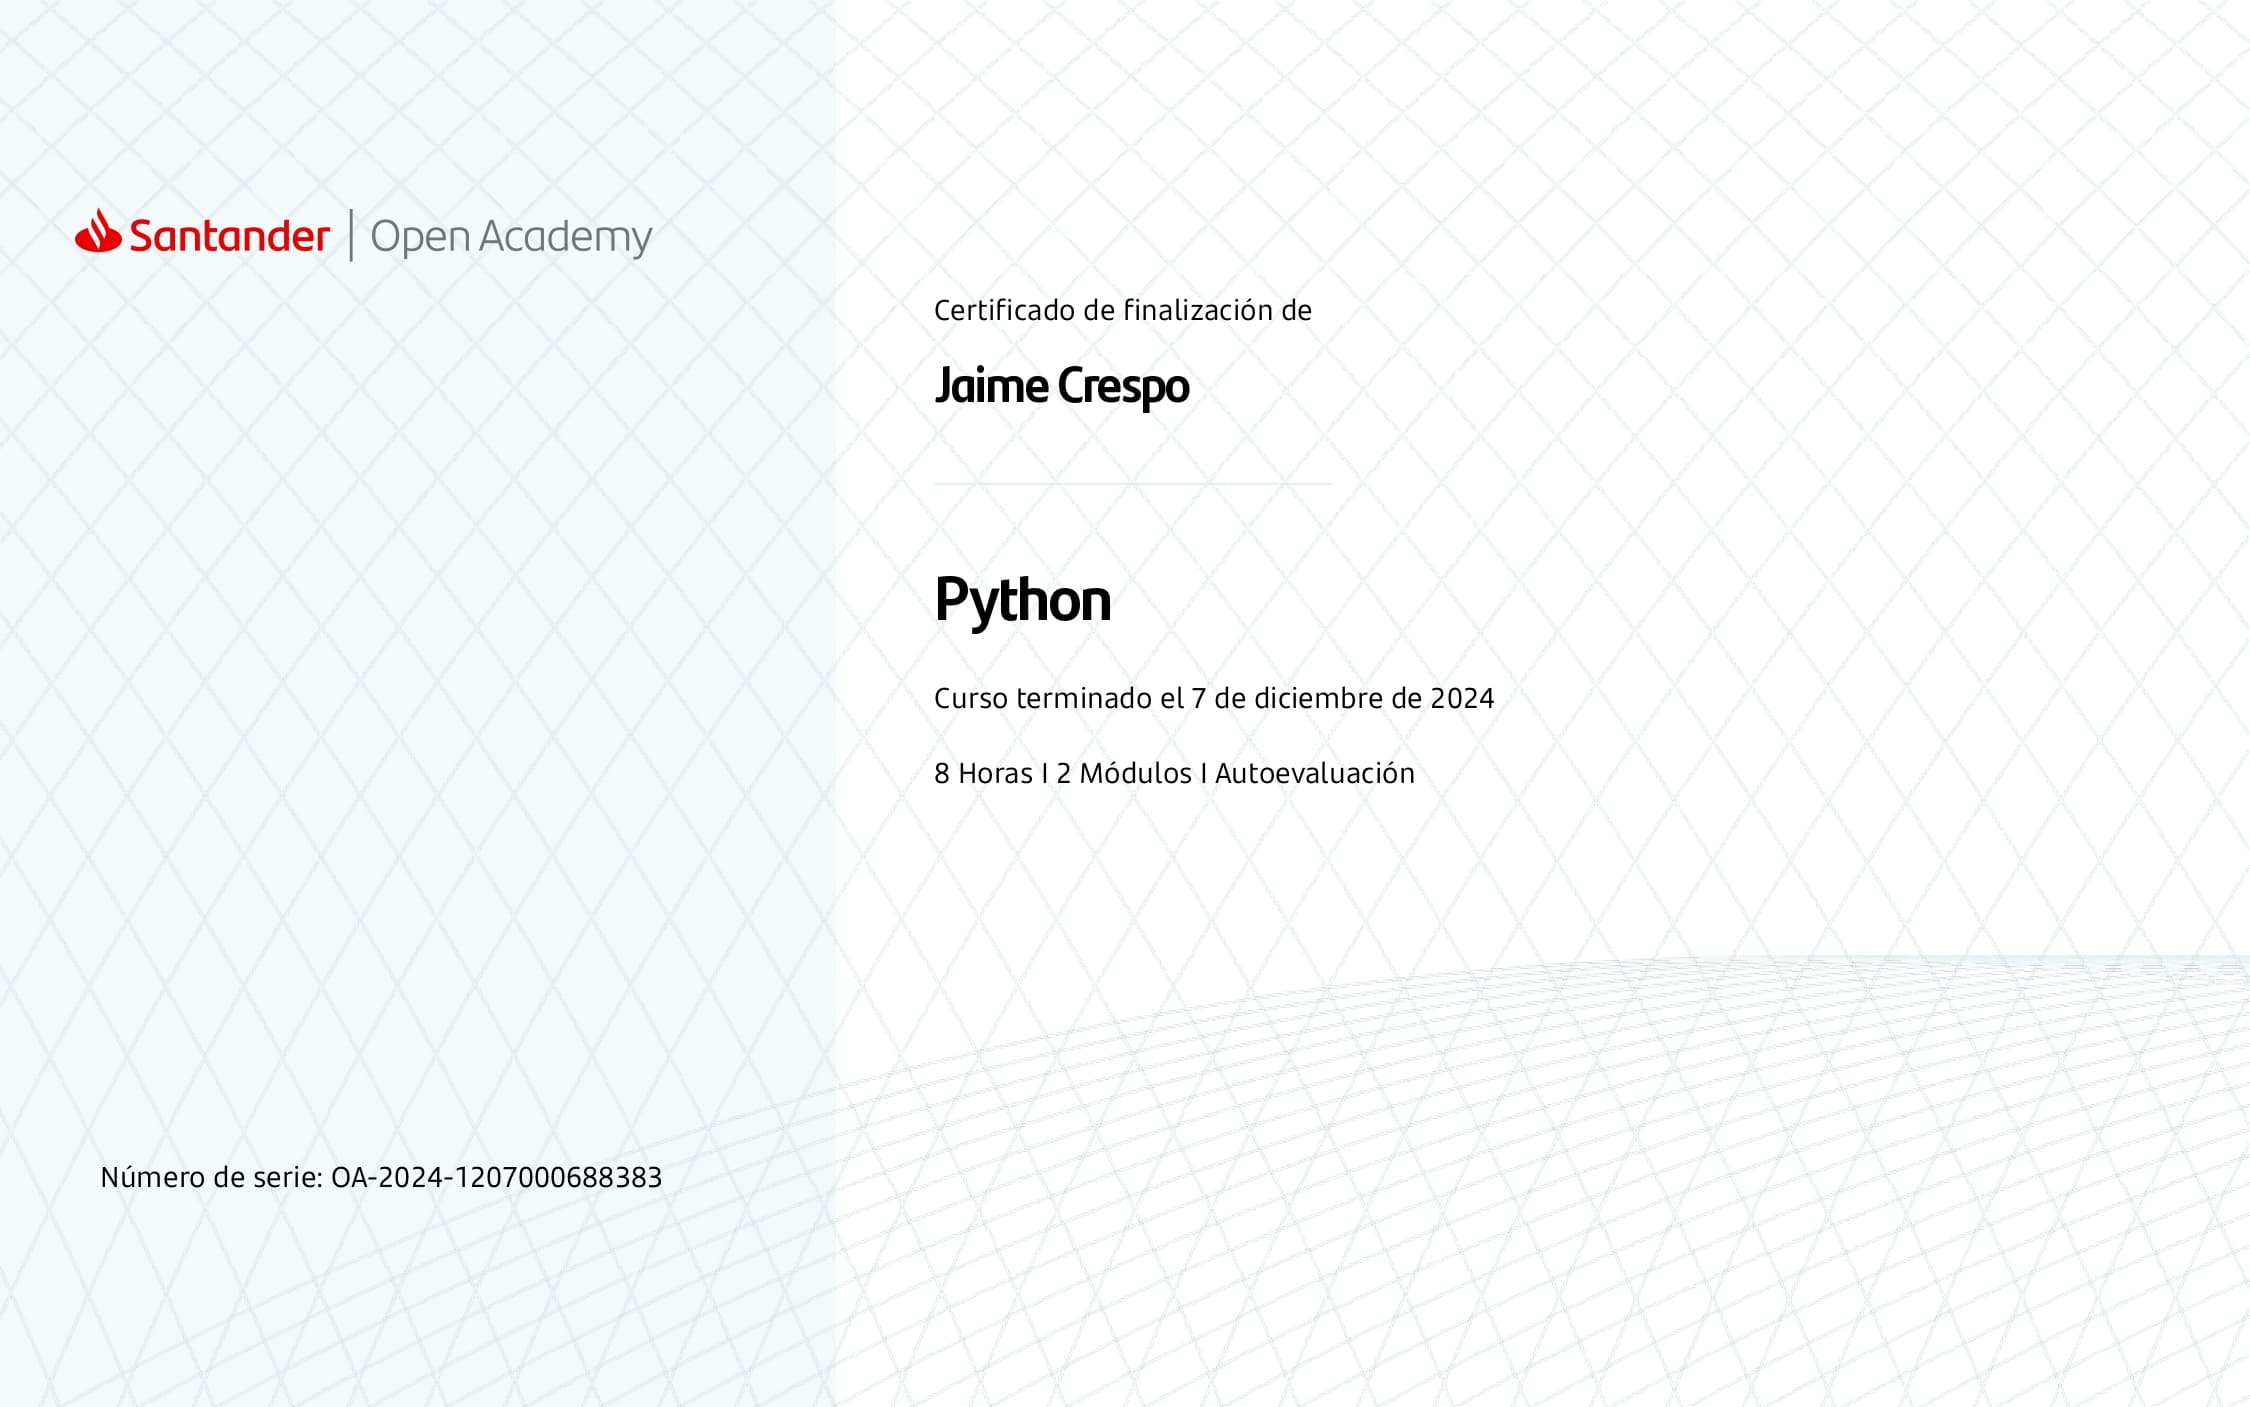 Santander | Open Academy
Certificado de finalización de
Jaime Crespo
Python
Curso terminado el 7 de diciembre de 2024
8 Horas I 2 Módulos I Autoevaluación
Número de serie: OA-2024-1207000688383